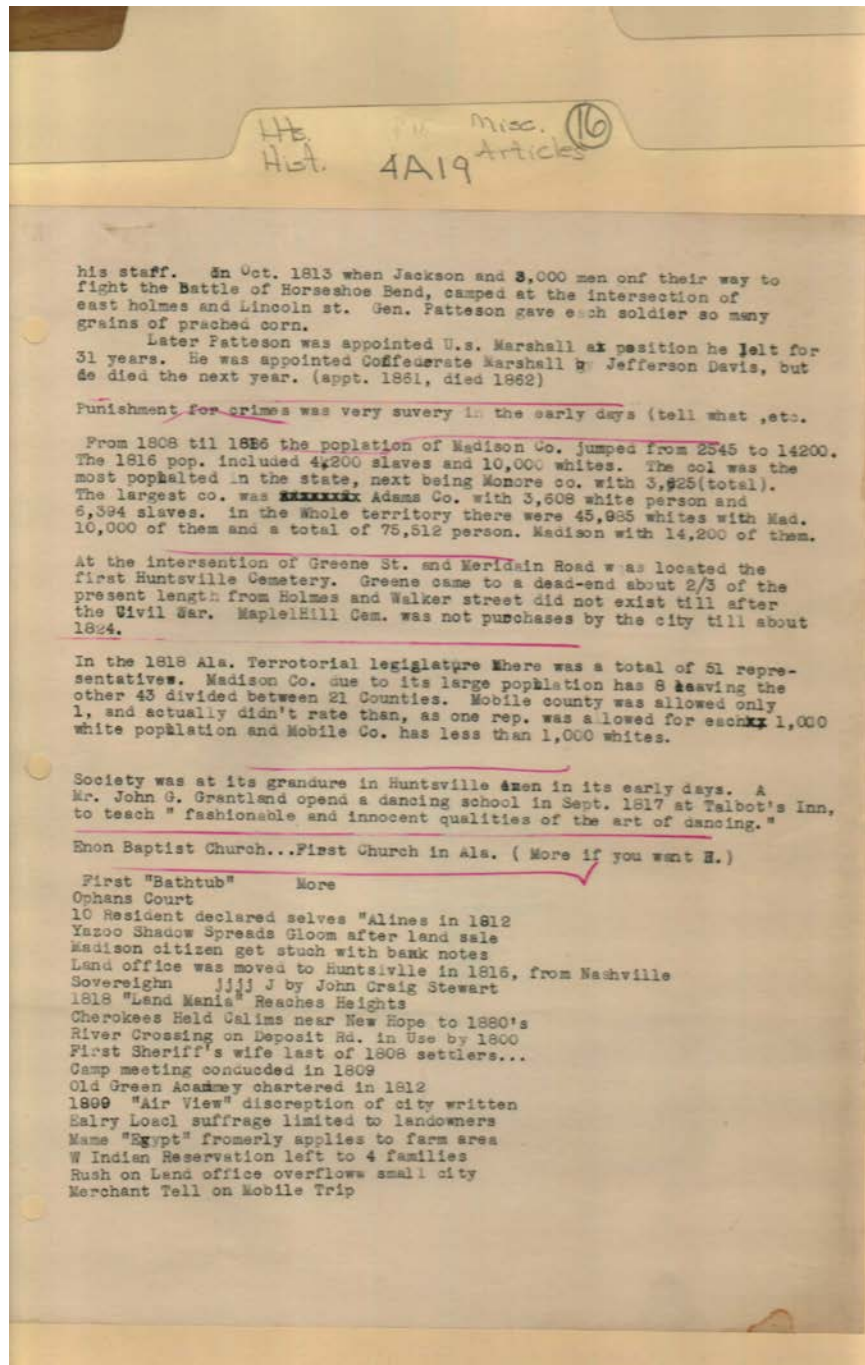 Hts. Misc. 16
Hist. 4A19 Articles
his staff. On Oct. 1813 when Jackson and 3,000 men onf their way to
fight the Battle of Horseshoe Bend, camped at the intersection of
east holmes and Lincoln st. Gen. Patteson gave each soldier so many
grains of prached corn.
Later Patteson was appointed U.s. Marshall a position he lelt for
31 years. He was appointed Confederate Marshall by Jefferson Davis, but
he died the next year. (appt. 1861, died 1862)
Punishment for crimes was very suvery in the early days (tell what ,etc.
From 1808 til 1816 the poplation of Madison Co. jumped from 2545 to 14200.
The 1816 pop. included 4,200 slaves and 10,000 whites. The col was the
most pophalted in the state, next being Monore co. with 3,625(total).
The largest co. was Adams Co. with 3,608 white person and
6,394 slaves. in the Whole territory there were 45,985 whites with Mad.
10,000 of them and a total of 75,512 person. Madison with 14,200 of them.
At the intersention of Greene St. and Meridain Road was located the
first Huntsville Cemetery. Greene came to a dead-end about 2/3 of the
present length from Holmes and Walker street did not exist till after
the Civil War. MaplelHill Cem. was not puschases by the city till about
1824.
In the 1818 Ala. Terrotorial legiglature there was a total of 51 repre-
sentatives. Madison Co. due to its large pophlation has 8 leaving the
other 43 divided between 21 Counties. Mobile county was allowed only
1, and actually didn't rate than, as one rep. was a lowed for each 1,000
white pophlation and Mobile Co. has less than 1,000 whites.
Society was at its grandure in Huntsville even in its early days. A
Mr. John G. Grantland opend a dancing school in Sept. 1817 at Talbot's Inn,
to teach " fashionable and innocent qualities of the art of dancing."
Enon Baptist Church...First Church in Ala. ( More if you want .)
First "Bathtub" More
Ophans Court
10 Resident declared selves "Alines in 1812
Yazoo Shadow Spreads Gloom after land sale
Madison citizen get stuch with bank notes
Land office was moved to Huntsivlle in 1816, from Nashville
Sovereighn jjjj J by John Craig Stewart
1818 "Land Mania" Reaches Heights
Cherokees Held Calims near New Hope to 1880's
River Crossing on Deposit Rd. in Use by 1800
First Sheriff's wife last of 1808 settlers...
Camp meeting conducded in 1809
Old Green Acadmey chartered in 1812
1899 "Air View" discreption of city written
Ealry Loacl suffrage limited to landowners
Mame "Egypt" fromerly applies to farm area
W Indian Reservation left to 4 families
Rush on Land office overflows small city
Merchant Tell on Mobile Trip